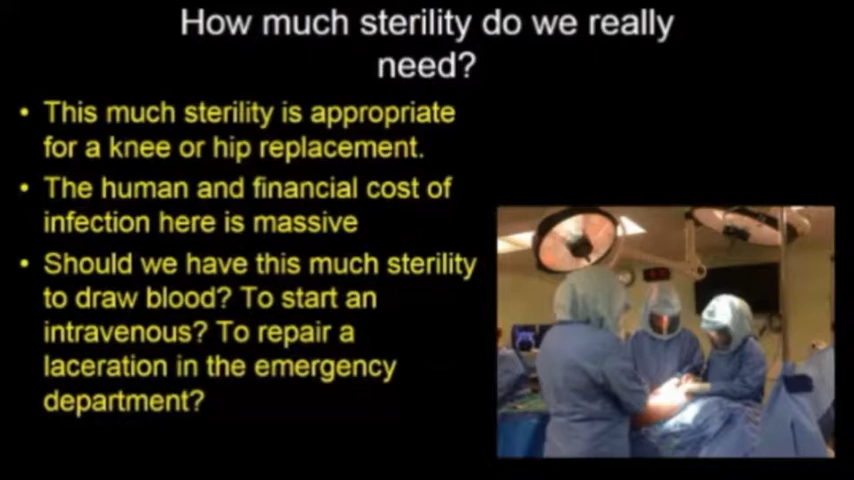 How much sterility do we really
need?
• This much sterility is appropriate
for a knee or hip replacement.
• The human and financial cost of
infection here is massive
• Should we have this much sterility
to draw blood? To start an
intravenous? To repair a
laceration in the emergency
department?